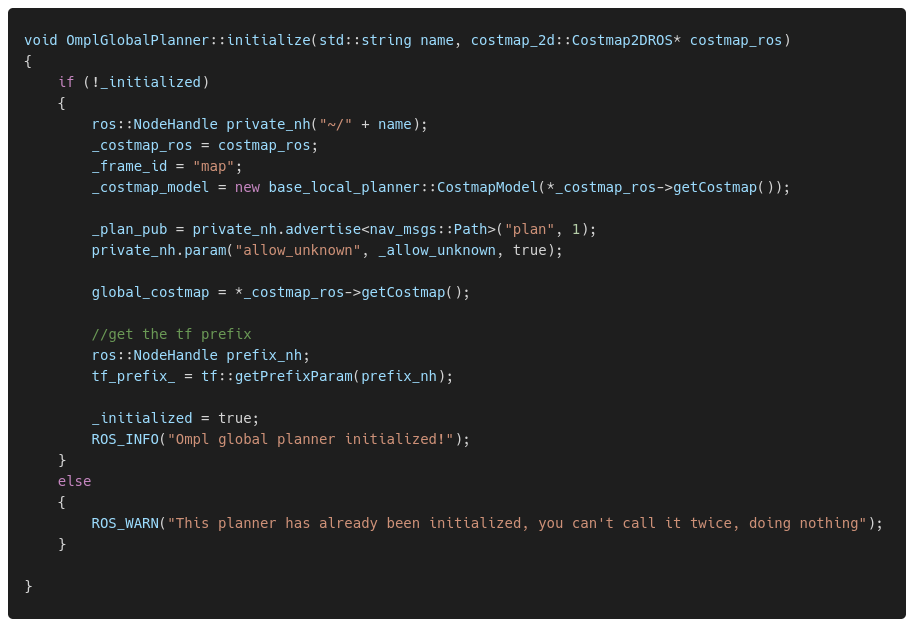 void OmplGlobalPlanner::initialize(std::string name, costmap_2d::Costmap2DROS* costmap_ros)
{
    if (!_initialized)
    {
        ros::NodeHandle private_nh("~/" + name);
        _costmap_ros = costmap_ros;
        _frame_id = "map";
        _costmap_model = new base_local_planner::CostmapModel(*_costmap_ros->getCostmap());

        _plan_pub = private_nh.advertise<nav_msgs::Path>("plan", 1);
        private_nh.param("allow_unknown", _allow_unknown, true);

        global_costmap = *_costmap_ros->getCostmap();

        //get the tf prefix
        ros::NodeHandle prefix_nh;
        tf_prefix_ = tf::getPrefixParam(prefix_nh);

        _initialized = true;
        ROS_INFO("Ompl global planner initialized!");
    }
    else
    {
        ROS_WARN("This planner has already been initialized, you can't call it twice, doing nothing");
    }

}